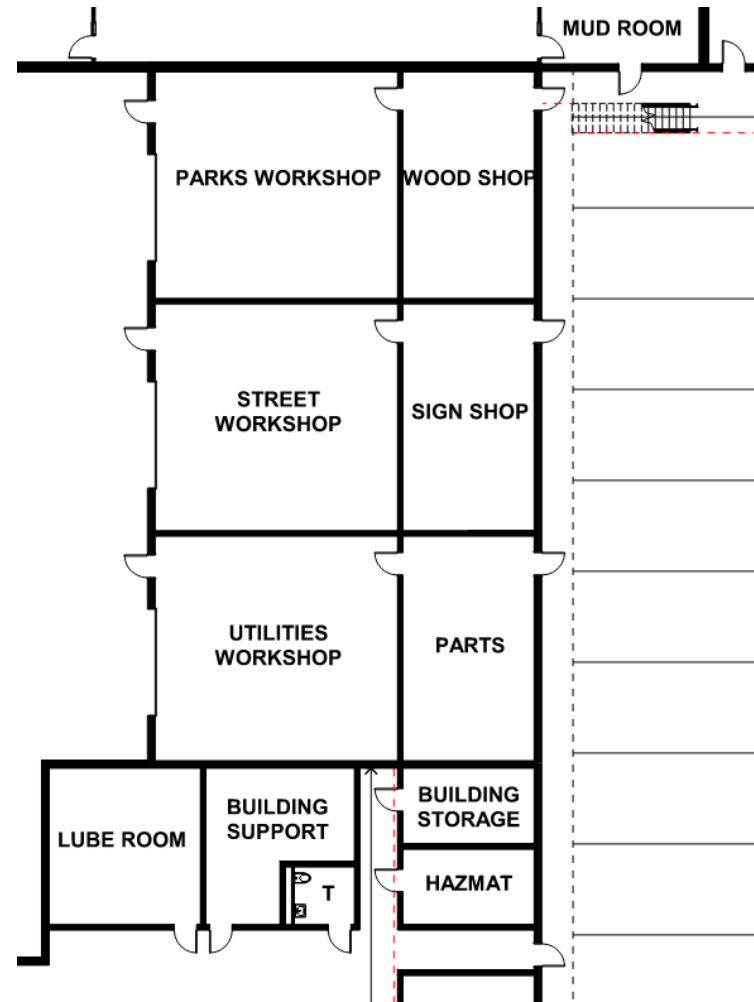 MUD ROOM
PARKS WORKSHOP
WOOD SHOP
STREET
WORKSHOP
SIGN SHOP
UTILITIES
WORKSHOP
PARTS
LUBE ROOM
BUILDING
SUPPORT
T
BUILDING
STORAGE
HAZMAT